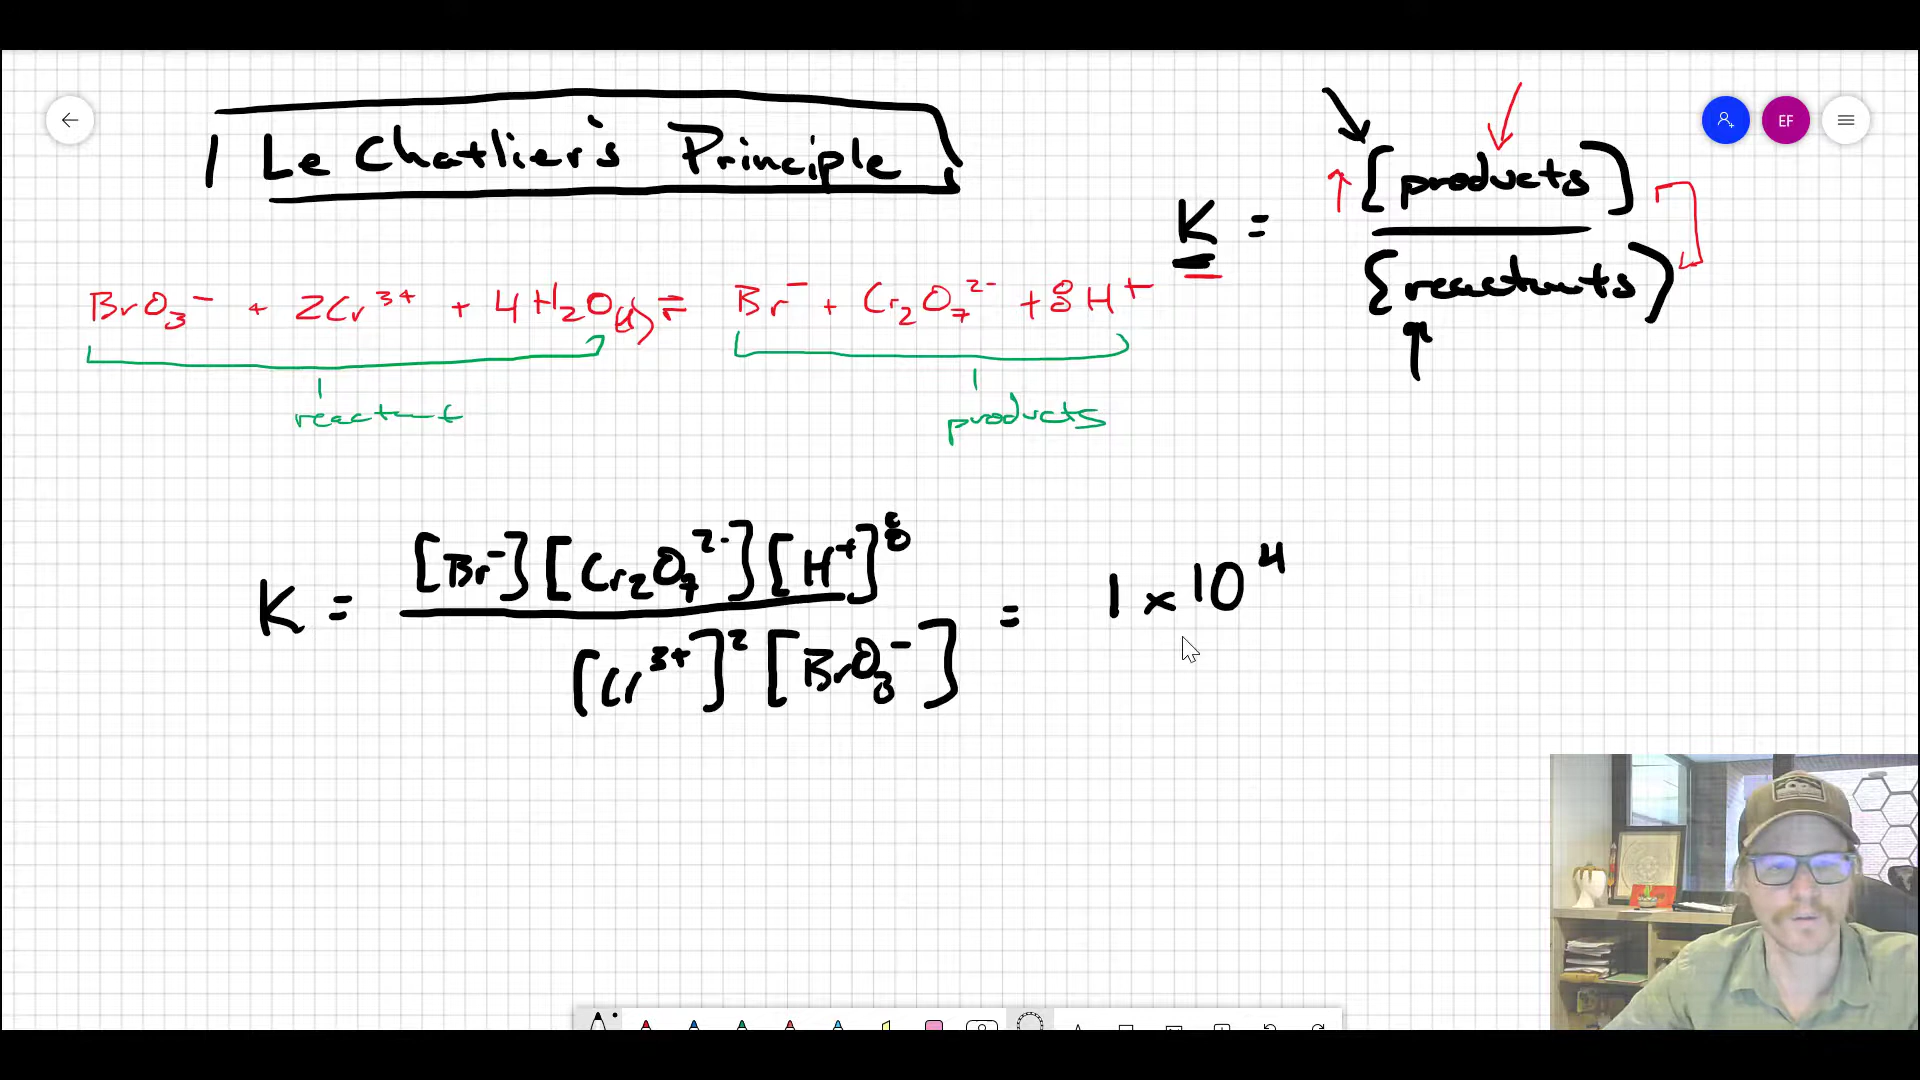 Le Chatlier's Principle
EF
K = [products] / [reactants]
BrO₃⁻ + 2Cr³⁺ + 4H₂O(l) ⇌ Br⁻ + Cr₂O₇²⁻ + 8H⁺
reactant
products
K = [Br⁻][Cr₂O₇²⁻][H⁺]⁸ / [Cr³⁺]²[BrO₃⁻] = 1 × 10⁴